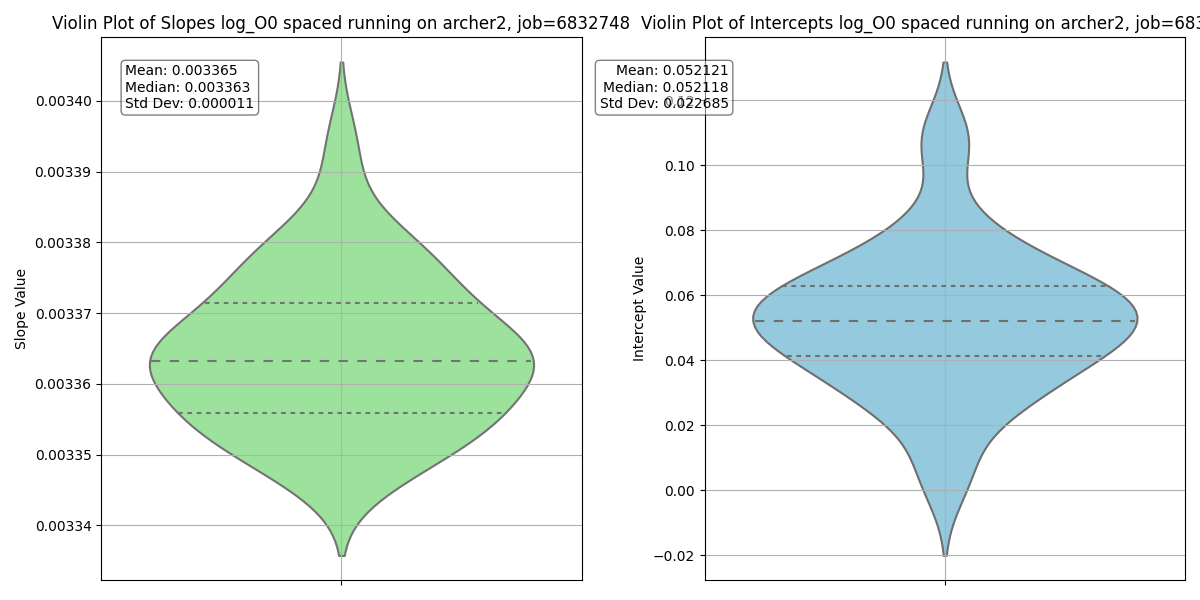 Violin Plot of Slopes log_O0 spaced running on archer2, job=6832748
Mean: 0.003365
Median: 0.003363
Std Dev: 0.000011
0.00340
0.00339
0.00338
0.00337
0.00336
0.00335
0.00334
Slope Value
Violin Plot of Intercepts log_O0 spaced running on archer2, job=683
Mean: 0.052121
Median: 0.052118
Std Dev: 0.022685
0.12
0.10
0.08
0.06
0.04
0.02
0.00
−0.02
Intercept Value